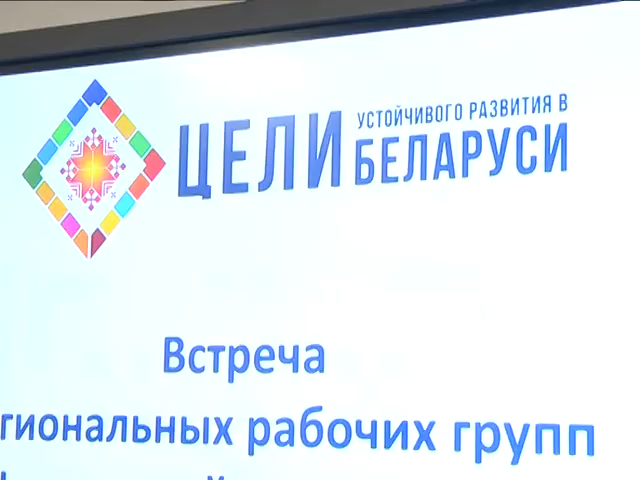 ЦЕЛИ УСТОЙЧИВОГО РАЗВИТИЯ В
БЕЛАРУСИ
Встреча
гиональных рабочих групп